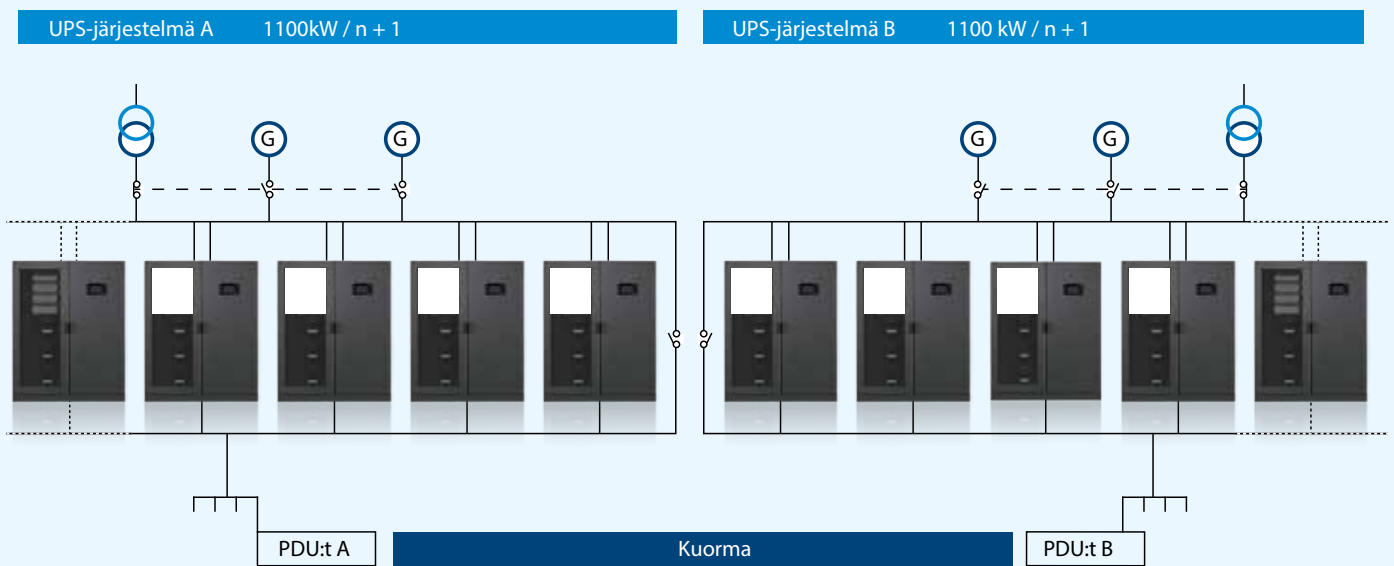 UPS-järjestelmä A 1100kW / n + 1
UPS-järjestelmä B 1100 kW / n + 1
G G
G G
PDU:t A
Kuorma
PDU:t B